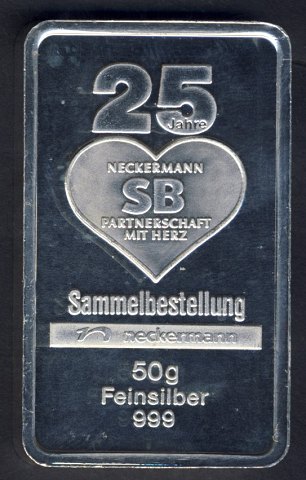 25
Jahre
NECKERMANN
SB
PARTNERSCHAFT
MIT HERZ
Sammelbestellung
neckermann
50g
Feinsilber
999